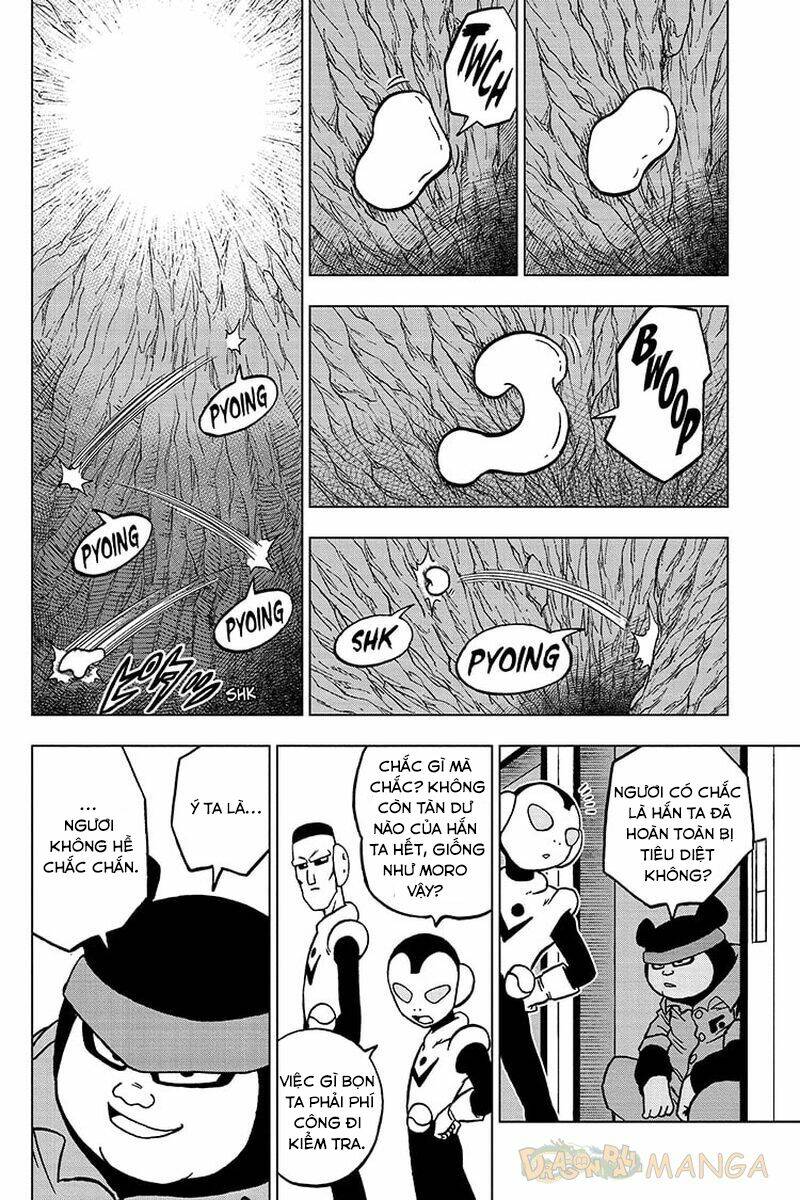 TWCH
BWOOP
PYOING
SHK
PYOING
PYOING
PYOING
SHK
NGƯƠI CÓ CHẮC
LÀ HẮN TA ĐÃ
HOÀN TOÀN BỊ
TIÊU DIỆT
KHÔNG?
CHẮC GÌ MÀ
CHẮC? KHÔNG
CÒN TÀN DƯ
NÀO CỦA HẮN
TA HẾT, GIỐNG
NHƯ MORO
VẬY?
VIỆC GÌ BỌN
TA PHẢI PHÍ
CÔNG ĐI
KIỂM TRA.
Ý TA LÀ...
...
NGƯƠI
KHÔNG HỀ
CHẮC CHẮN.
DRAGON BALL MANGA